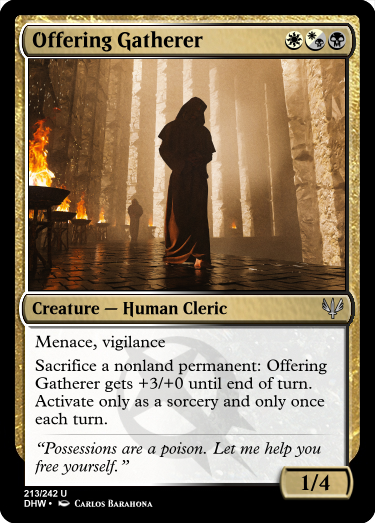 Offering Gatherer
Creature — Human Cleric
Menace, vigilance
Sacrifice a nonland permanent: Offering
Gatherer gets +3/+0 until end of turn.
Activate only as a sorcery and only once
each turn.
“Possessions are a poison. Let me help you
free yourself.”
1/4
213/242 U
DHW • Carlos Barahona